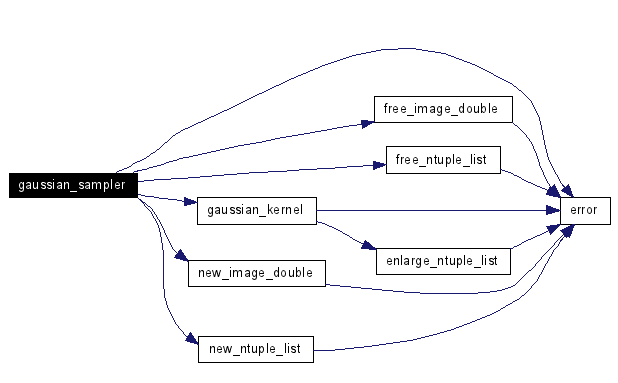 free_image_double
free_ntuple_list
gaussian_sampler
gaussian_kernel
error
enlarge_ntuple_list
new_image_double
new_ntuple_list